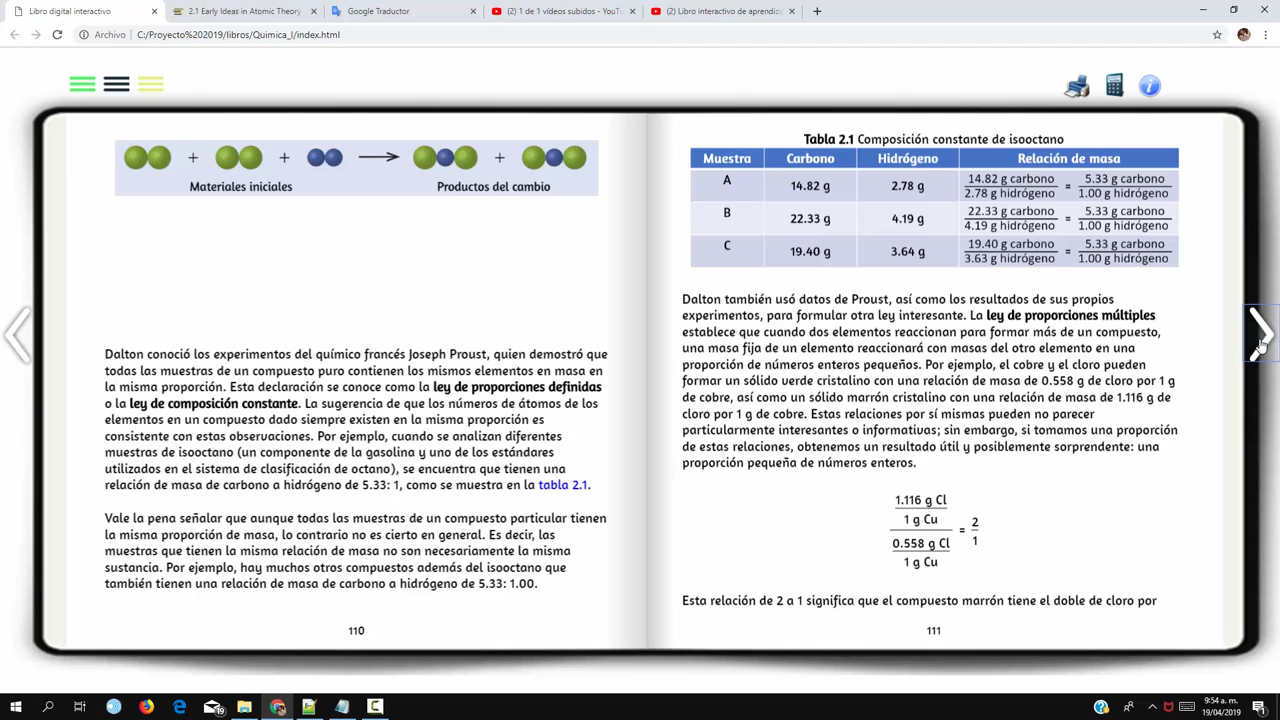 Libro digital interactivo
2.1 Early Ideas in Atomic Theory
Google Traductor
(2) 1 de 1 vídeos subidos - YouTu
(2) Libro interactivo de aprendiza
Archivo
C:/Proyecto%202019/libros/Quimica_I/index.html
+ + +
Materiales iniciales
Productos del cambio
Dalton conoció los experimentos del químico francés Joseph Proust, quien demostró que
todas las muestras de un compuesto puro contienen los mismos elementos en masa en
la misma proporción. Esta declaración se conoce como la ley de proporciones definidas
o la ley de composición constante. La sugerencia de que los números de átomos de los
elementos en un compuesto dado siempre existen en la misma proporción es
consistente con estas observaciones. Por ejemplo, cuando se analizan diferentes
muestras de isooctano (un componente de la gasolina y uno de los estándares
utilizados en el sistema de clasificación de octano), se encuentra que tienen una
relación de masa de carbono a hidrógeno de 5.33: 1, como se muestra en la tabla 2.1.
Vale la pena señalar que aunque todas las muestras de un compuesto particular tienen
la misma proporción de masa, lo contrario no es cierto en general. Es decir, las
muestras que tienen la misma relación de masa no son necesariamente la misma
sustancia. Por ejemplo, hay muchos otros compuestos además del isooctano que
también tienen una relación de masa de carbono a hidrógeno de 5.33: 1.00.
110
Tabla 2.1 Composición constante de isooctano
Muestra Carbono Hidrógeno Relación de masa
A 14.82 g 2.78 g 14.82 g carbono / 2.78 g hidrógeno = 5.33 g carbono / 1.00 g hidrógeno
B 22.33 g 4.19 g 22.33 g carbono / 4.19 g hidrógeno = 5.33 g carbono / 1.00 g hidrógeno
C 19.40 g 3.64 g 19.40 g carbono / 3.63 g hidrógeno = 5.33 g carbono / 1.00 g hidrógeno
Dalton también usó datos de Proust, así como los resultados de sus propios
experimentos, para formular otra ley interesante. La ley de proporciones múltiples
establece que cuando dos elementos reaccionan para formar más de un compuesto,
una masa fija de un elemento reaccionará con masas del otro elemento en una
proporción de números enteros pequeños. Por ejemplo, el cobre y el cloro pueden
formar un sólido verde cristalino con una relación de masa de 0.558 g de cloro por 1 g
de cobre, así como un sólido marrón cristalino con una relación de masa de 1.116 g de
cloro por 1 g de cobre. Estas relaciones por sí mismas pueden no parecer
particularmente interesantes o informativas; sin embargo, si tomamos una proporción
de estas relaciones, obtenemos un resultado útil y posiblemente sorprendente: una
proporción pequeña de números enteros.
1.116 g Cl
1 g Cu
0.558 g Cl
1 g Cu
= 2
1
Esta relación de 2 a 1 significa que el compuesto marrón tiene el doble de cloro por
111
9:54 a. m.
19/04/2019